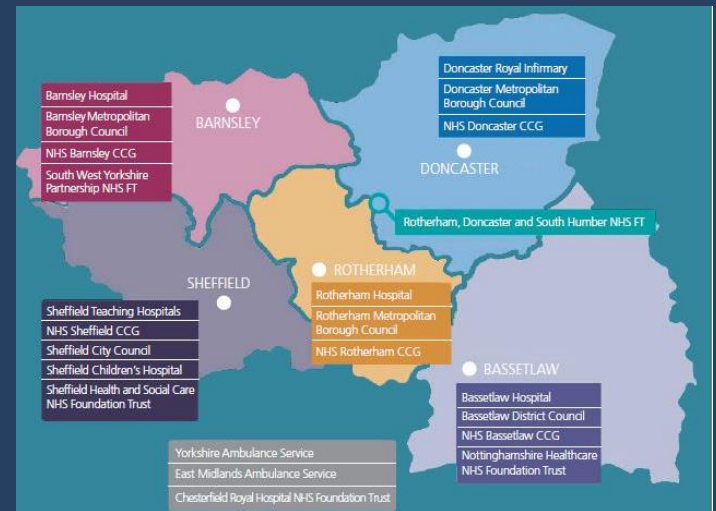 Barnsley Hospital
Barnsley Metropolitan
Borough Council
NHS Barnsley CCG
South West Yorkshire
Partnership NHS FT
BARNSLEY
Doncaster Royal Infirmary
Doncaster Metropolitan
Borough Council
NHS Doncaster CCG
DONCASTER
Rotherham, Doncaster and South Humber NHS FT
SHEFFIELD
Sheffield Teaching Hospitals
NHS Sheffield CCG
Sheffield City Council
Sheffield Children's Hospital
Sheffield Health and Social Care
NHS Foundation Trust
ROTHERHAM
Rotherham Hospital
Rotherham Metropolitan
Borough Council
NHS Rotherham CCG
BASSETLAW
Bassetlaw Hospital
Bassetlaw District Council
NHS Bassetlaw CCG
Nottinghamshire Healthcare
NHS Foundation Trust
Yorkshire Ambulance Service
East Midlands Ambulance Service
Chesterfield Royal Hospital NHS Foundation Trust